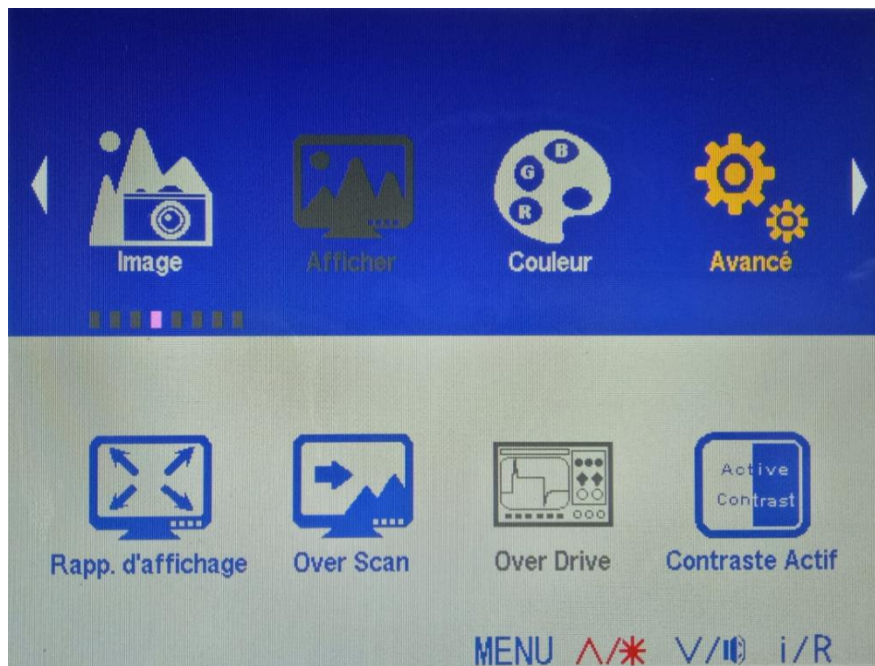 B
G
R
Image Afficher Couleur Avancé
Active
Contrast
Rapp. d'affichage Over Scan Over Drive Contraste Actif
MENU /\/* \/ / i/R